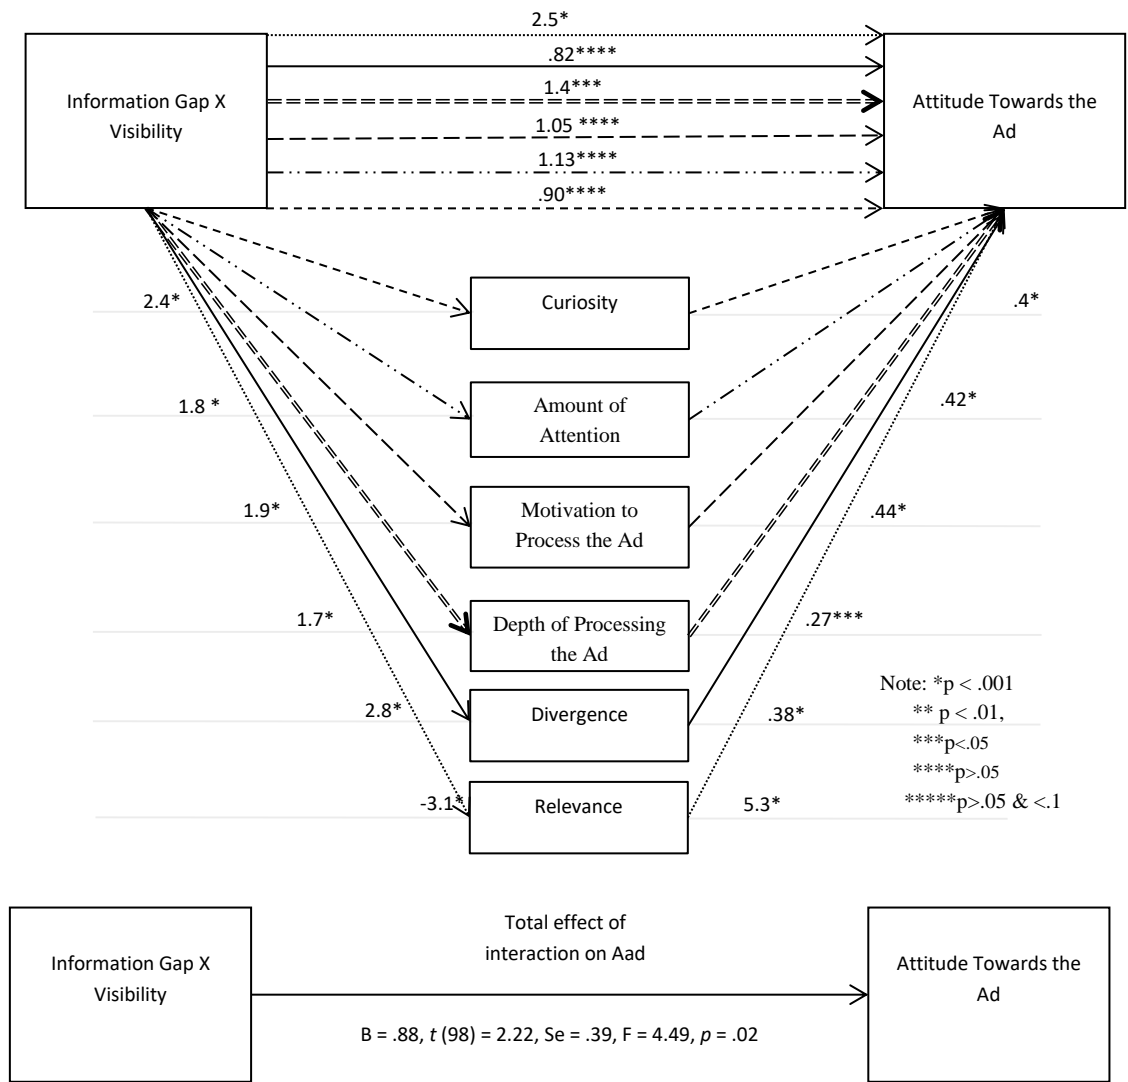 2.5*
.82****
1.4***
1.05 ****
1.13****
.90****
Information Gap X
Visibility
Attitude Towards the
Ad
2.4*
Curiosity
.4*
1.8 *
Amount of
Attention
.42*
1.9*
Motivation to
Process the Ad
.44*
1.7*
Depth of Processing
the Ad
.27***
2.8*
Divergence
.38*
-3.1*
Relevance
5.3*
Note: *p < .001
** p < .01,
***p<.05
****p>.05
*****p>.05 & <.1
Information Gap X
Visibility
Total effect of
interaction on Aad
B = .88, t (98) = 2.22, Se = .39, F = 4.49, p = .02
Attitude Towards the
Ad